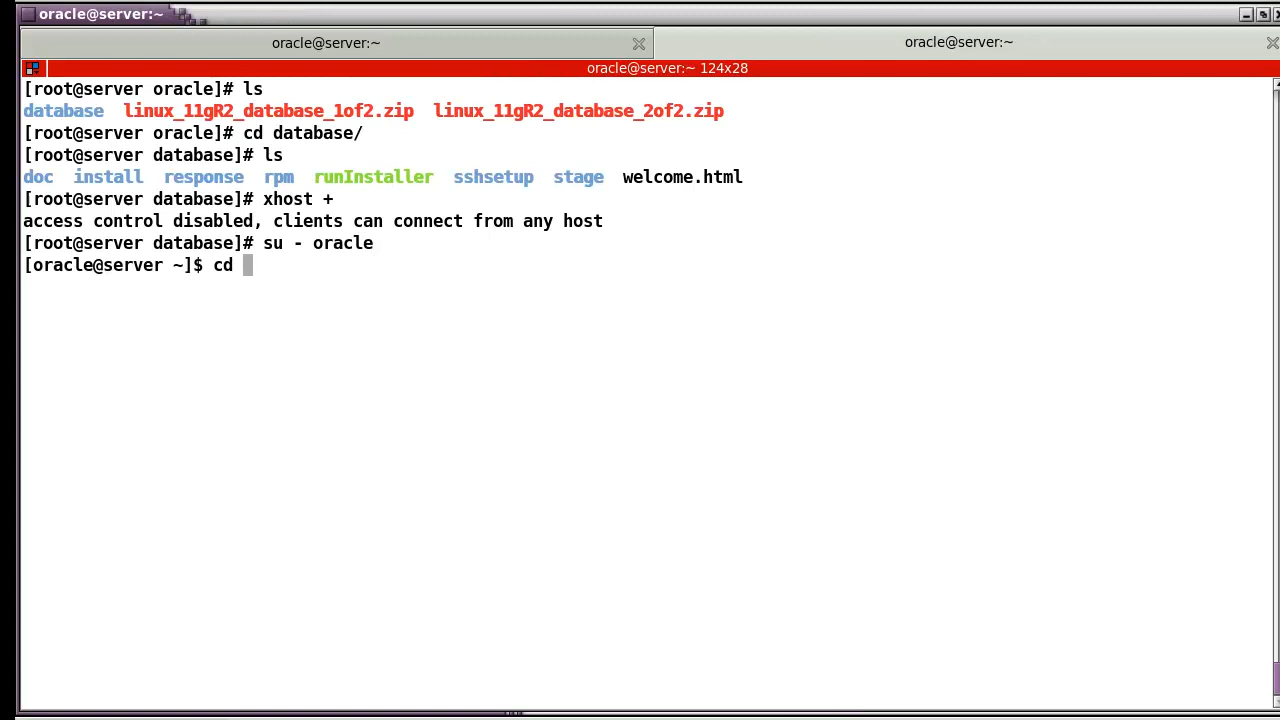 oracle@server:~
oracle@server:~ oracle@server:~
oracle@server:~ 124x28
[root@server oracle]# ls
database linux_11gR2_database_1of2.zip linux_11gR2_database_2of2.zip
[root@server oracle]# cd database/
[root@server database]# ls
doc install response rpm runInstaller sshsetup stage welcome.html
[root@server database]# xhost +
access control disabled, clients can connect from any host
[root@server database]# su - oracle
[oracle@server ~]$ cd